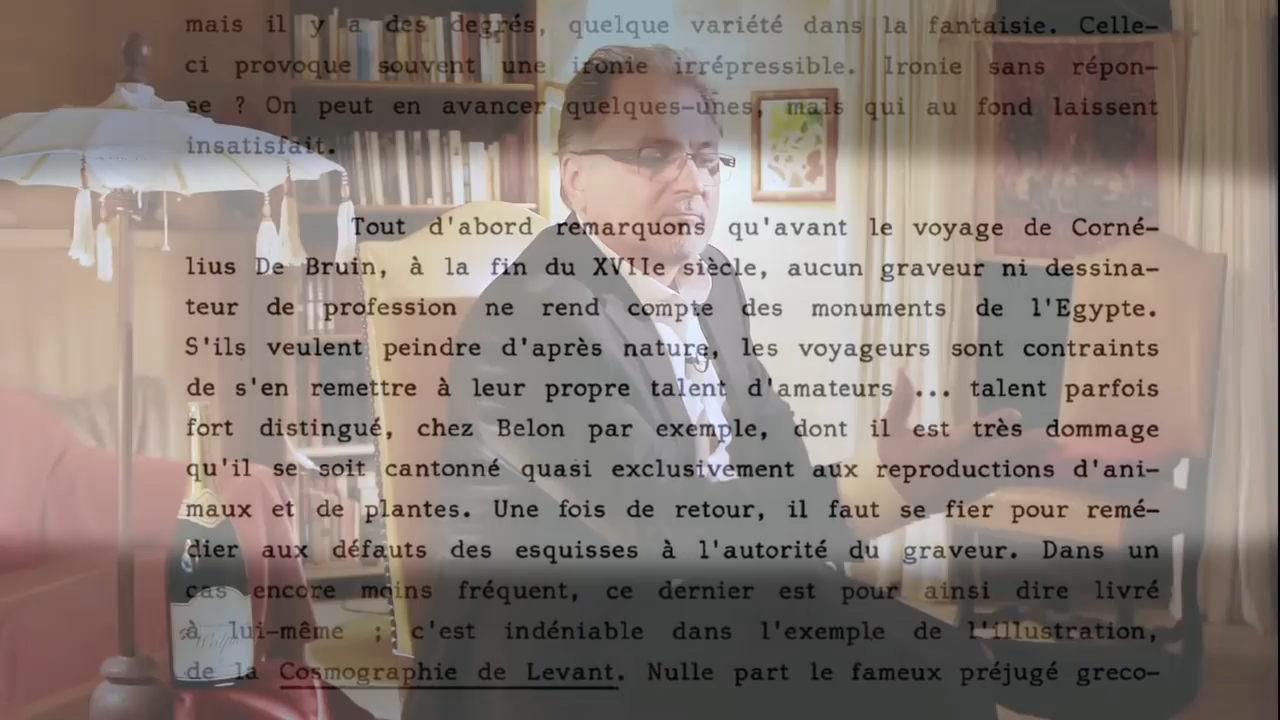 mais il y a des degrés, quelque variété dans la fantaisie. Celle-
ci provoque souvent une ironie irrépressible. Ironie sans répon-
se ? On peut en avancer quelques-unes, mais qui au fond laissent
insatisfait.
Tout d'abord remarquons qu'avant le voyage de Corné-
lius De Bruin, à la fin du XVIIe siècle, aucun graveur ni dessina-
teur de profession ne rend compte des monuments de l'Egypte.
S'ils veulent peindre d'après nature, les voyageurs sont contraints
de s'en remettre à leur propre talent d'amateurs ... talent parfois
fort distingué, chez Belon par exemple, dont il est très dommage
qu'il se soit cantonné quasi exclusivement aux reproductions d'ani-
maux et de plantes. Une fois de retour, il faut se fier pour remé-
dier aux défauts des esquisses à l'autorité du graveur. Dans un
cas encore moins fréquent, ce dernier est pour ainsi dire livré
à lui-même ; c'est indéniable dans l'exemple de l'illustration,
de la Cosmographie de Levant. Nulle part le fameux préjugé greco-